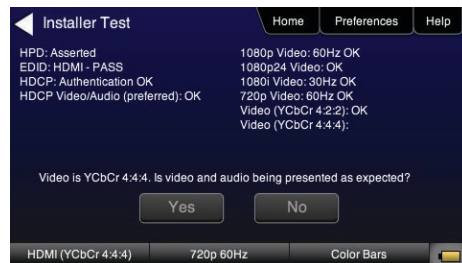 Installer Test
Home
Preferences
Help
HPD: Asserted
EDID: HDMI - PASS
HDCP: Authentication OK
HDCP Video/Audio (preferred): OK
1080p Video: 60Hz OK
1080p24 Video: OK
1080i Video: 30Hz OK
720p Video: 60Hz OK
Video (YCbCr 4:2:2): OK
Video (YCbCr 4:4:4):
Video is YCbCr 4:4:4. Is video and audio being presented as expected?
Yes
No
HDMI (YCbCr 4:4:4)
720p 60Hz
Color Bars